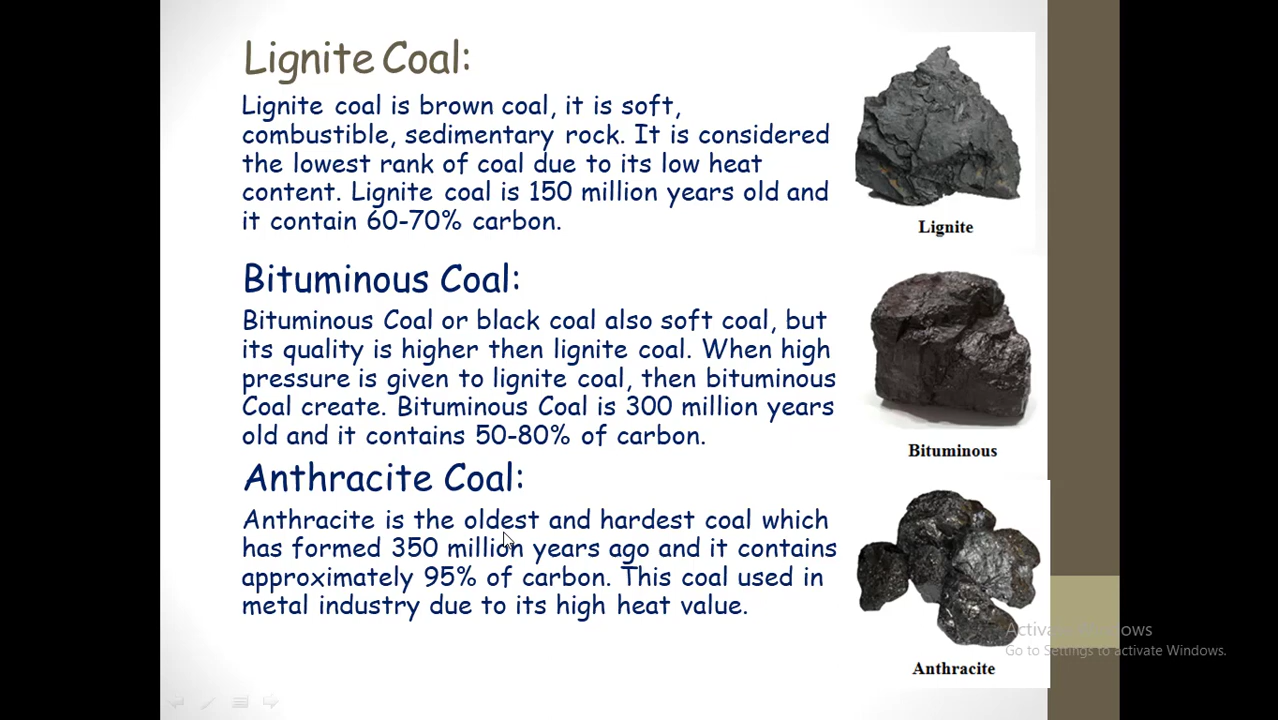 Lignite Coal:
Lignite coal is brown coal, it is soft,
combustible, sedimentary rock. It is considered
the lowest rank of coal due to its low heat
content. Lignite coal is 150 million years old and
it contain 60-70% carbon.
Lignite
Bituminous Coal:
Bituminous Coal or black coal also soft coal, but
its quality is higher then lignite coal. When high
pressure is given to lignite coal, then bituminous
Coal create. Bituminous Coal is 300 million years
old and it contains 50-80% of carbon.
Bituminous
Anthracite Coal:
Anthracite is the oldest and hardest coal which
has formed 350 million years ago and it contains
approximately 95% of carbon. This coal used in
metal industry due to its high heat value.
Anthracite
Activate Windows
Go to Settings to activate Windows.